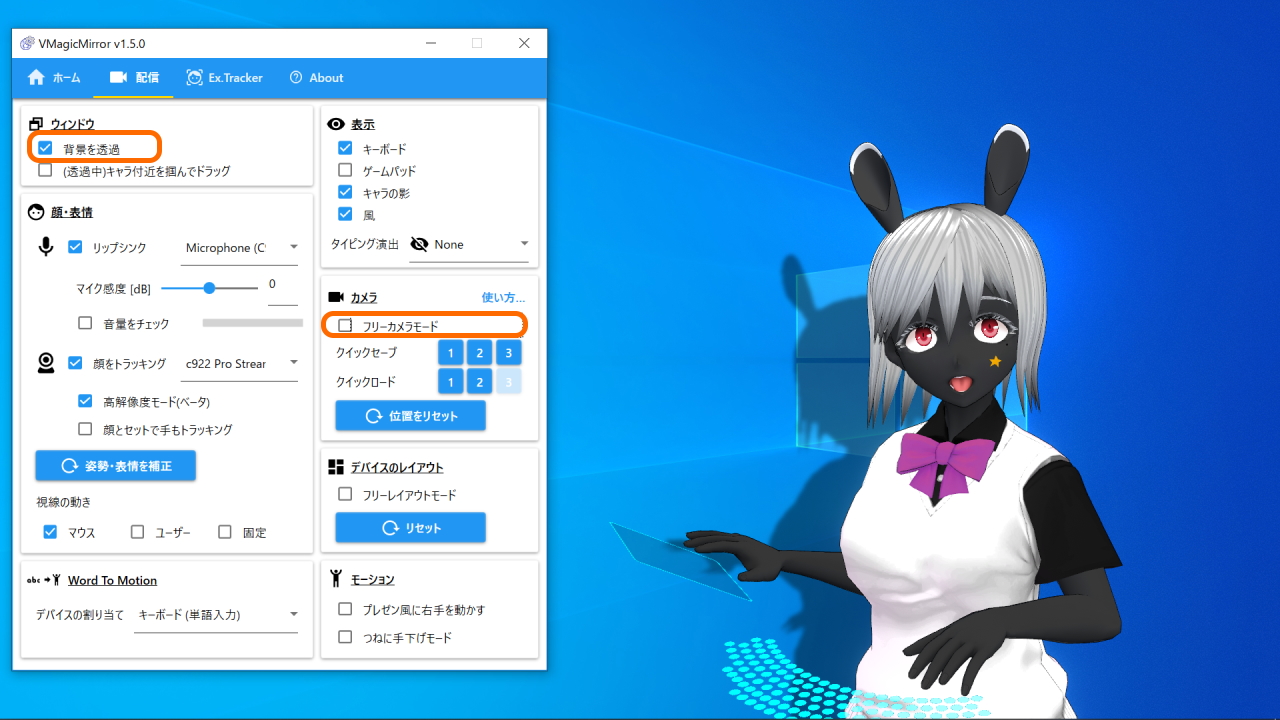 VMagicMirror v1.5.0
ホーム 配信 Ex.Tracker About
ウィンドウ
背景を透過
(透過中)キャラ付近を掴んでドラッグ
顔・表情
リップシンク Microphone (C
マイク感度 [dB] 0
音量をチェック
顔をトラッキング c922 Pro Strear
高解像度モード(ベータ)
顔とセットで手もトラッキング
姿勢・表情を補正
視線の動き
マウス ユーザー 固定
abc Word To Motion
デバイスの割り当て キーボード (単語入力)
表示
キーボード
ゲームパッド
キャラの影
風
タイピング演出 None
カメラ 使い方...
フリーカメラモード
クイックセーブ 1 2 3
クイックロード 1 2 3
位置をリセット
デバイスのレイアウト
フリーレイアウトモード
リセット
モーション
プレゼン風に右手を動かす
つねに手下げモード